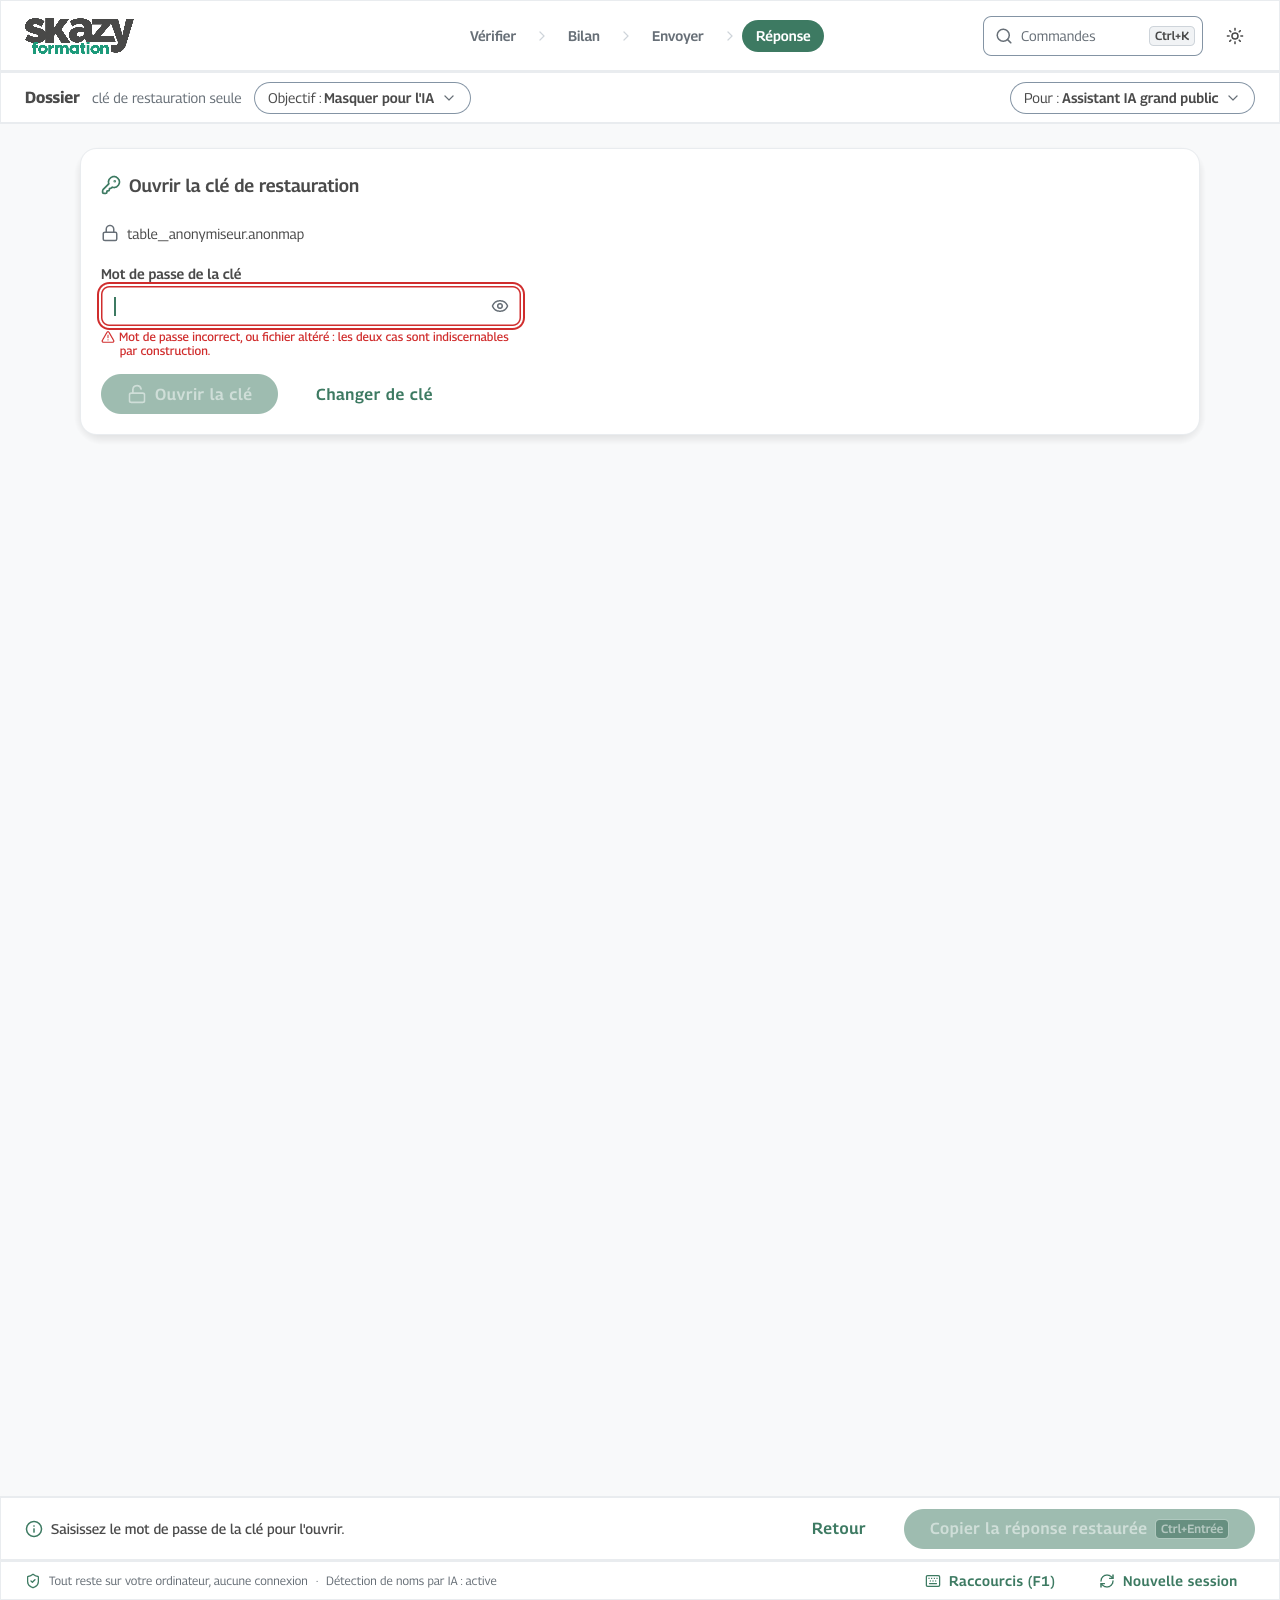 skazy
formation
Vérifier
Bilan
Envoyer
Réponse
Commandes
Ctrl+K
Dossier
clé de restauration seule
Objectif : Masquer pour l'IA
Pour : Assistant IA grand public
Ouvrir la clé de restauration
table_anonymiseur.anonmap
Mot de passe de la clé
Mot de passe incorrect, ou fichier altéré : les deux cas sont indiscernables
par construction.
Ouvrir la clé
Changer de clé
Saisissez le mot de passe de la clé pour l'ouvrir.
Retour
Copier la réponse restaurée
Ctrl+Entrée
Tout reste sur votre ordinateur, aucune connexion · Détection de noms par IA : active
Raccourcis (F1)
Nouvelle session